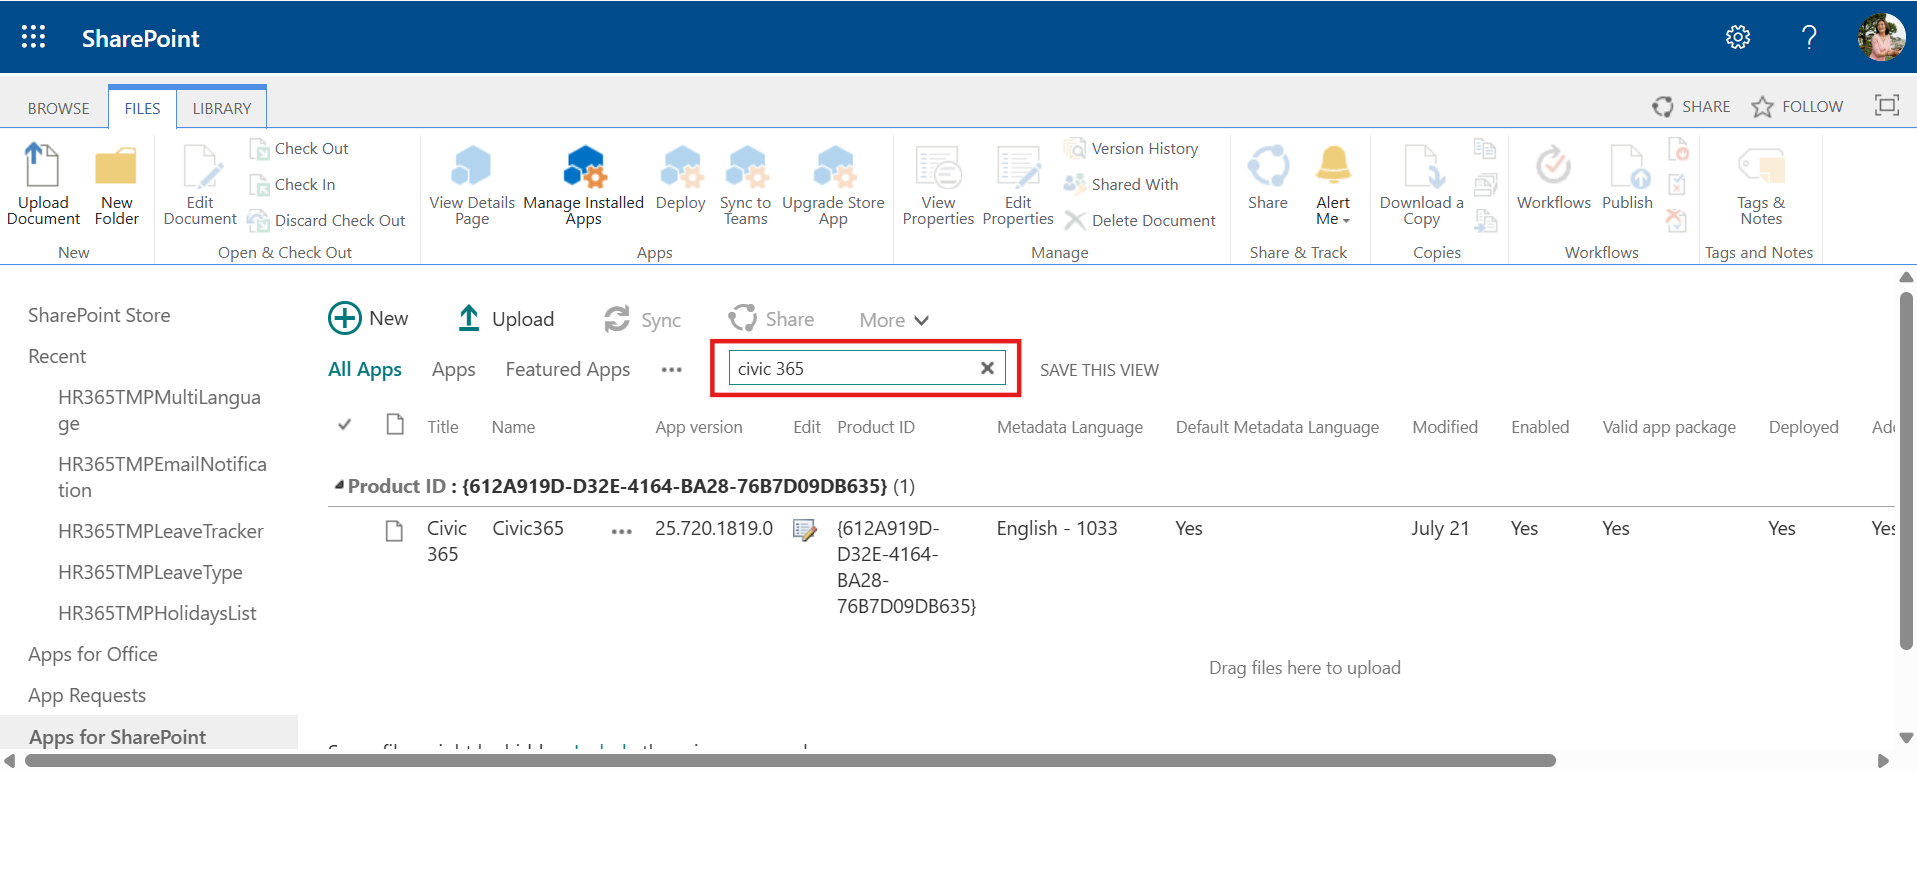 SharePoint
BROWSE FILES LIBRARY
SHARE FOLLOW
Upload Document
New Folder
New
Edit Document
Check Out
Check In
Discard Check Out
Open & Check Out
View Details Page
Manage Installed Apps
Deploy
Sync to Teams
Upgrade Store App
Apps
View Properties
Edit Properties
Version History
Shared With
Delete Document
Manage
Share
Alert Me
Share & Track
Download a Copy
Copies
Workflows
Publish
Workflows
Tags & Notes
Tags and Notes
SharePoint Store
Recent
HR365TMPMultiLangua
ge
HR365TMPEmailNotifica
tion
HR365TMPLeaveTracker
HR365TMPLeaveType
HR365TMPHolidaysList
Apps for Office
App Requests
Apps for SharePoint
New Upload Sync Share More
All Apps Apps Featured Apps ••• civic 365 SAVE THIS VIEW
Title Name App version Edit Product ID Metadata Language Default Metadata Language Modified Enabled Valid app package Deployed
Product ID : {612A919D-D32E-4164-BA28-76B7D09DB635} (1)
Civic 365 Civic365 ••• 25.720.1819.0 {612A919D-D32E-4164-BA28-76B7D09DB635} English - 1033 Yes July 21 Yes Yes Yes Yes
Drag files here to upload